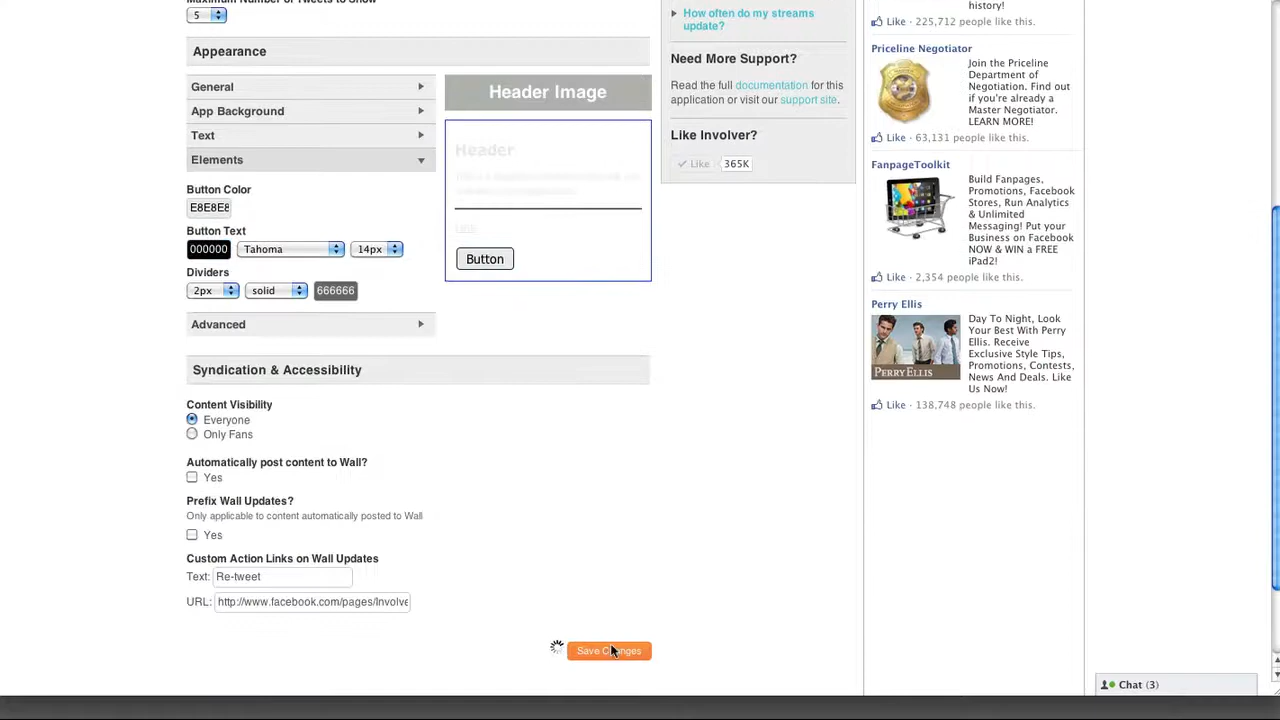 Maximum Number of Tweets to Show
5
Appearance
General
App Background
Text
Elements
Button Color
E8E8E8
Button Text
000000 Tahoma 14px
Dividers
2px solid 666666
Advanced
Header Image
Header
Link
Button
Syndication & Accessibility
Content Visibility
Everyone
Only Fans
Automatically post content to Wall?
Yes
Prefix Wall Updates?
Only applicable to content automatically posted to Wall
Yes
Custom Action Links on Wall Updates
Text: Re-tweet
URL: http://www.facebook.com/pages/Involve
Save Changes
How often do my streams
update?
Need More Support?
Read the full documentation for this
application or visit our support site.
Like Involver?
Like 365K
history!
Like · 225,712 people like this.
Priceline Negotiator
Join the Priceline
Department of
Negotiation. Find out
if you're already a
Master Negotiator.
LEARN MORE!
Like · 63,131 people like this.
FanpageToolkit
Build Fanpages,
Promotions, Facebook
Stores, Run Analytics
& Unlimited
Messaging! Put your
Business on Facebook
NOW & WIN a FREE
iPad2!
Like · 2,354 people like this.
Perry Ellis
PERRY ELLIS
Day To Night, Look
Your Best With Perry
Ellis. Receive
Exclusive Style Tips,
Promotions, Contests,
News And Deals. Like
Us Now!
Like · 138,748 people like this.
Chat (3)